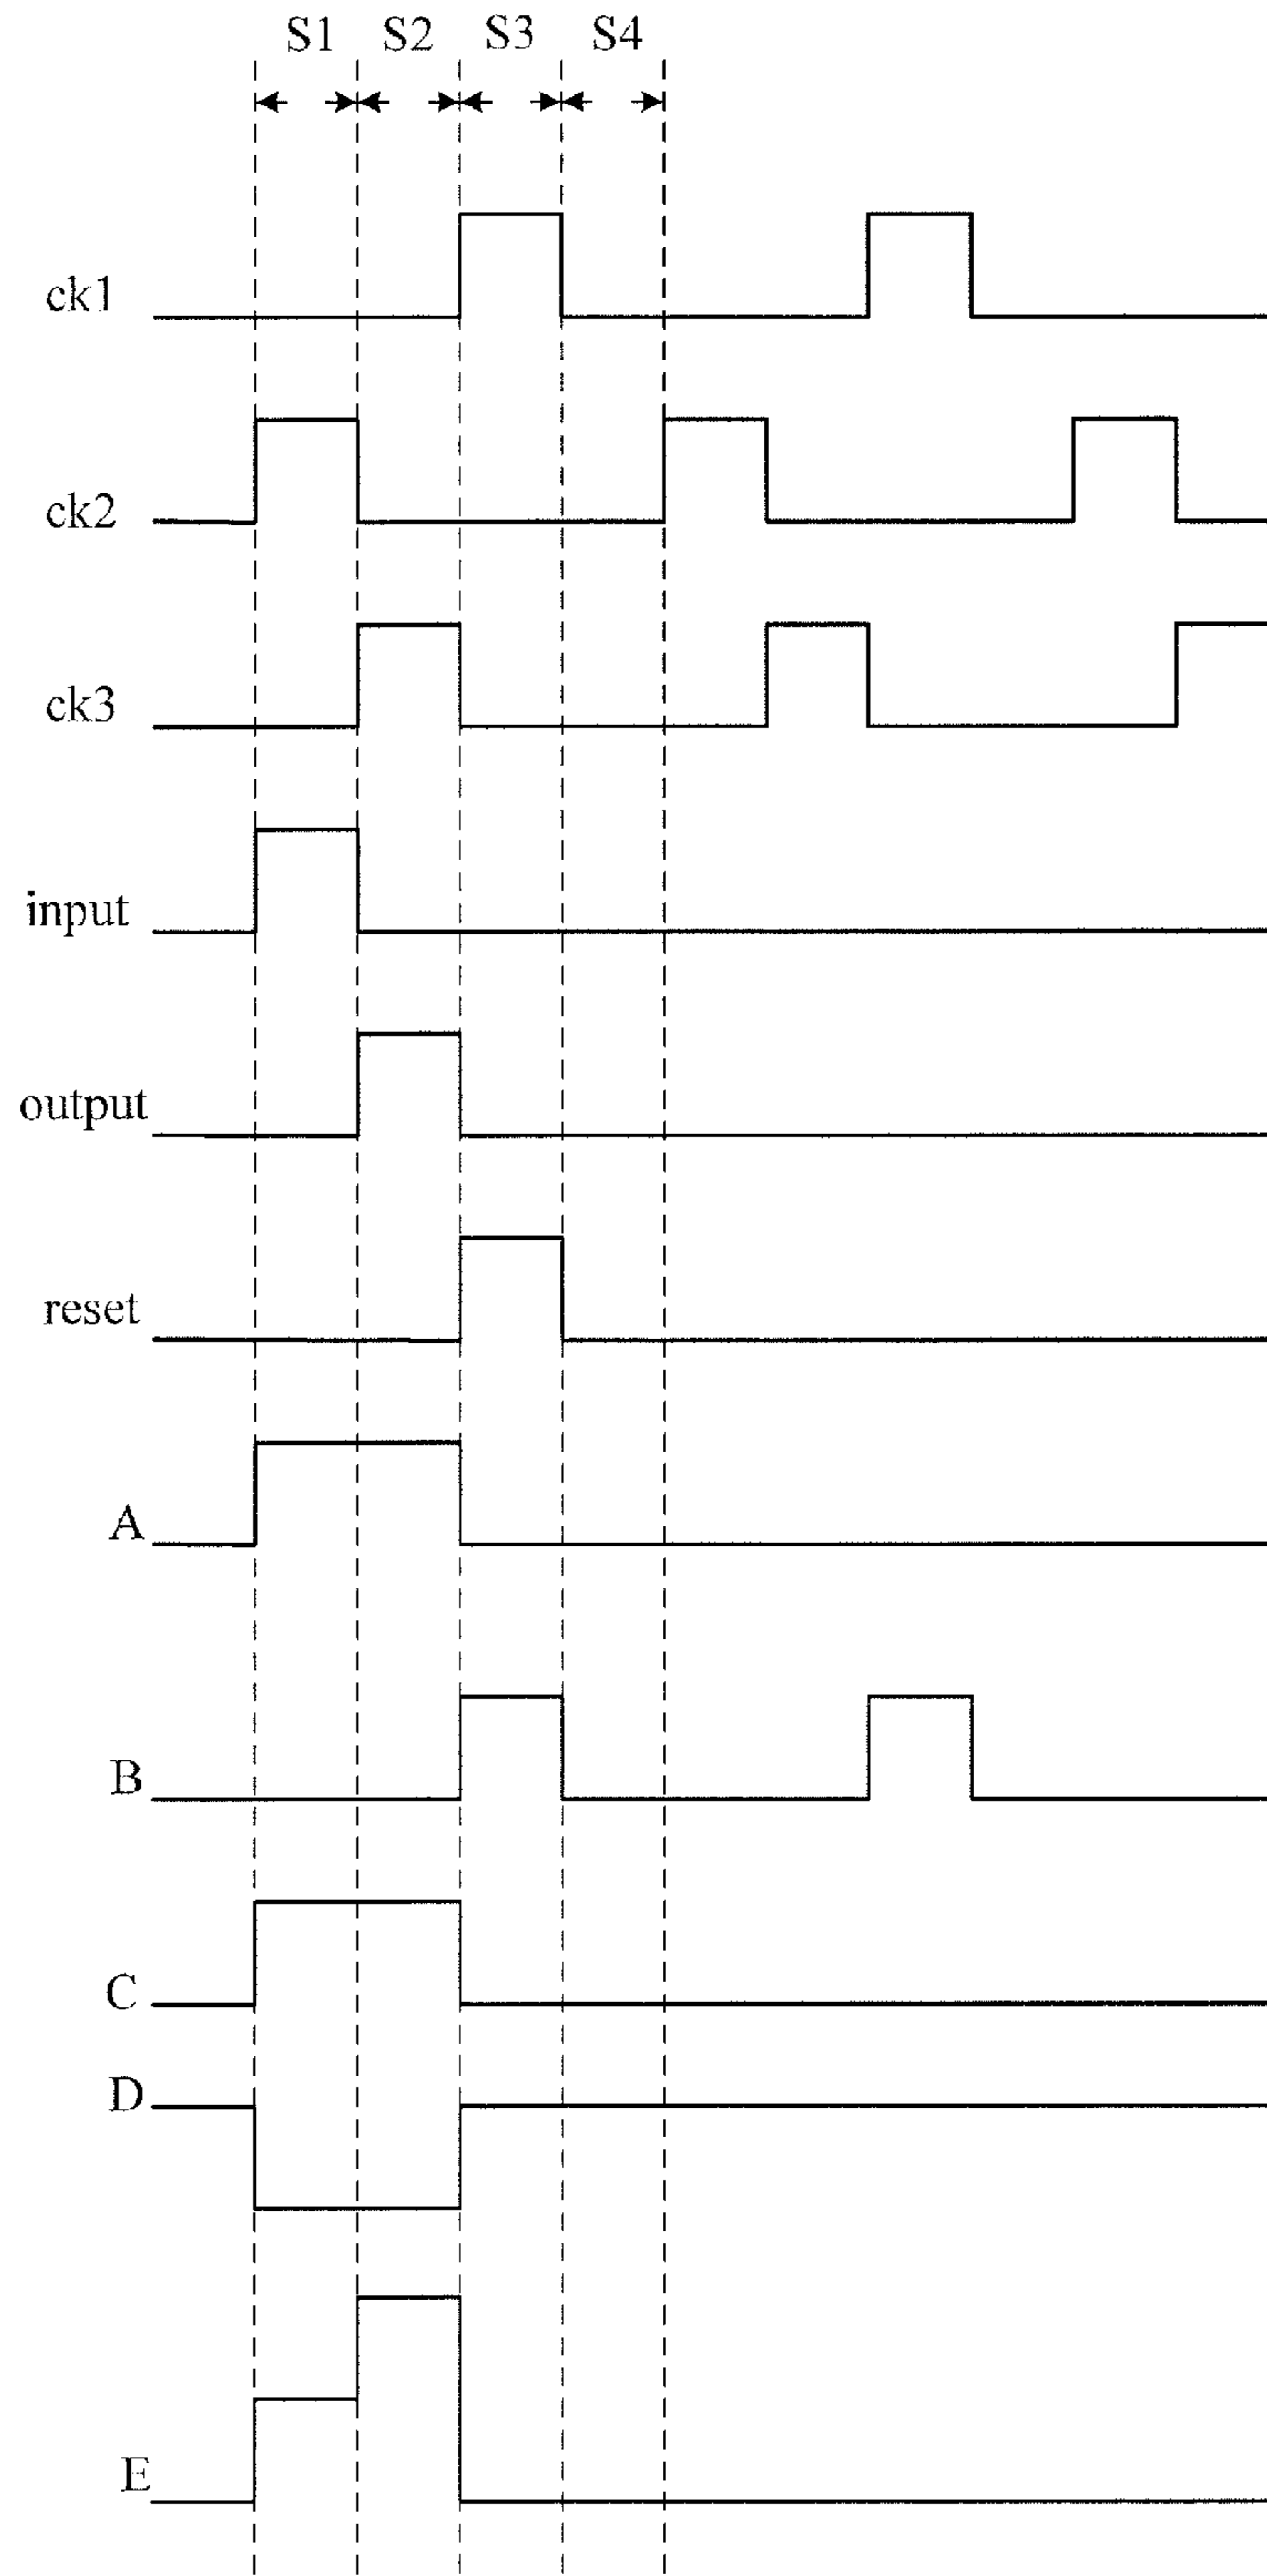 S1 S2 S3 S4
ck1
ck2
ck3
input
output
reset
A
B
C
D
E